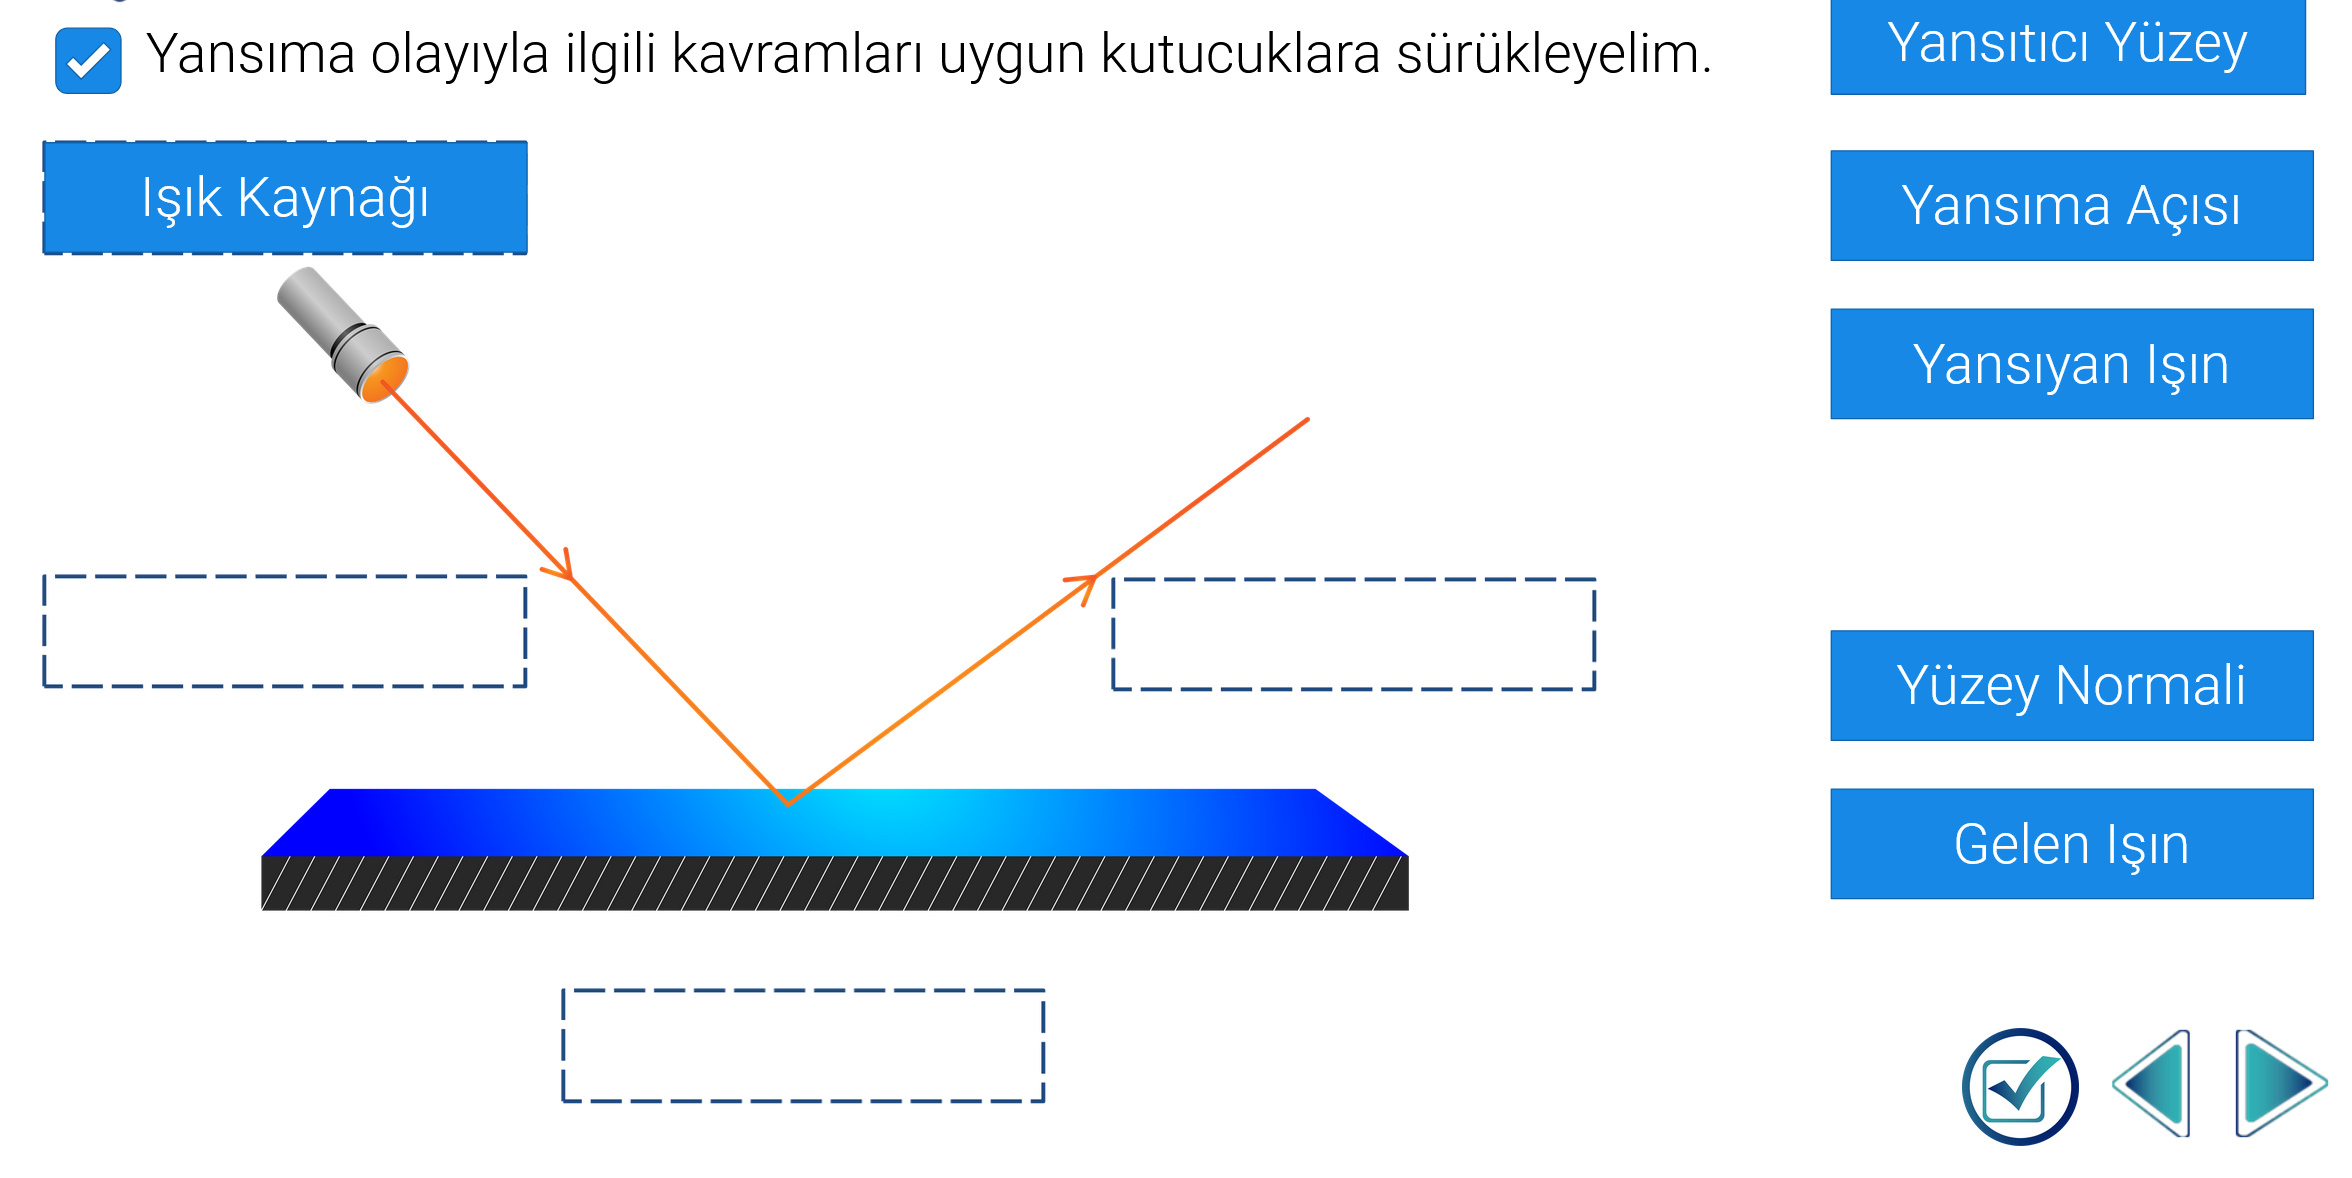 Yansıma olayıyla ilgili kavramları uygun kutucuklara sürükleyelim.
Işık Kaynağı
Yansıtıcı Yüzey
Yansıma Açısı
Yansıyan Işın
Yüzey Normali
Gelen Işın